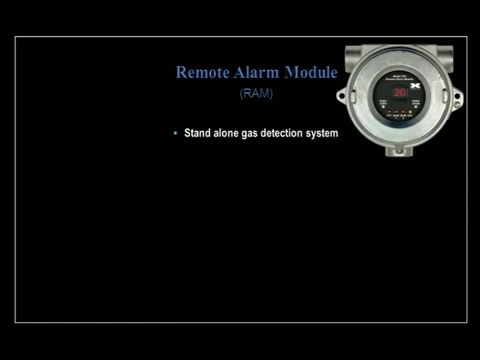 Remote Alarm Module
(RAM)
▪ Stand alone gas detection system
20